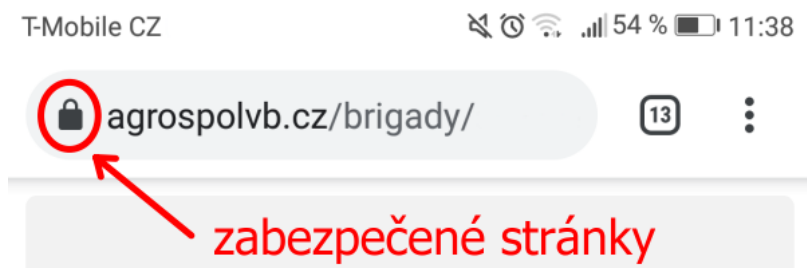 T-Mobile CZ 54 % 11:38
agrospolvb.cz/brigady/ 13
zabezpečené stránky